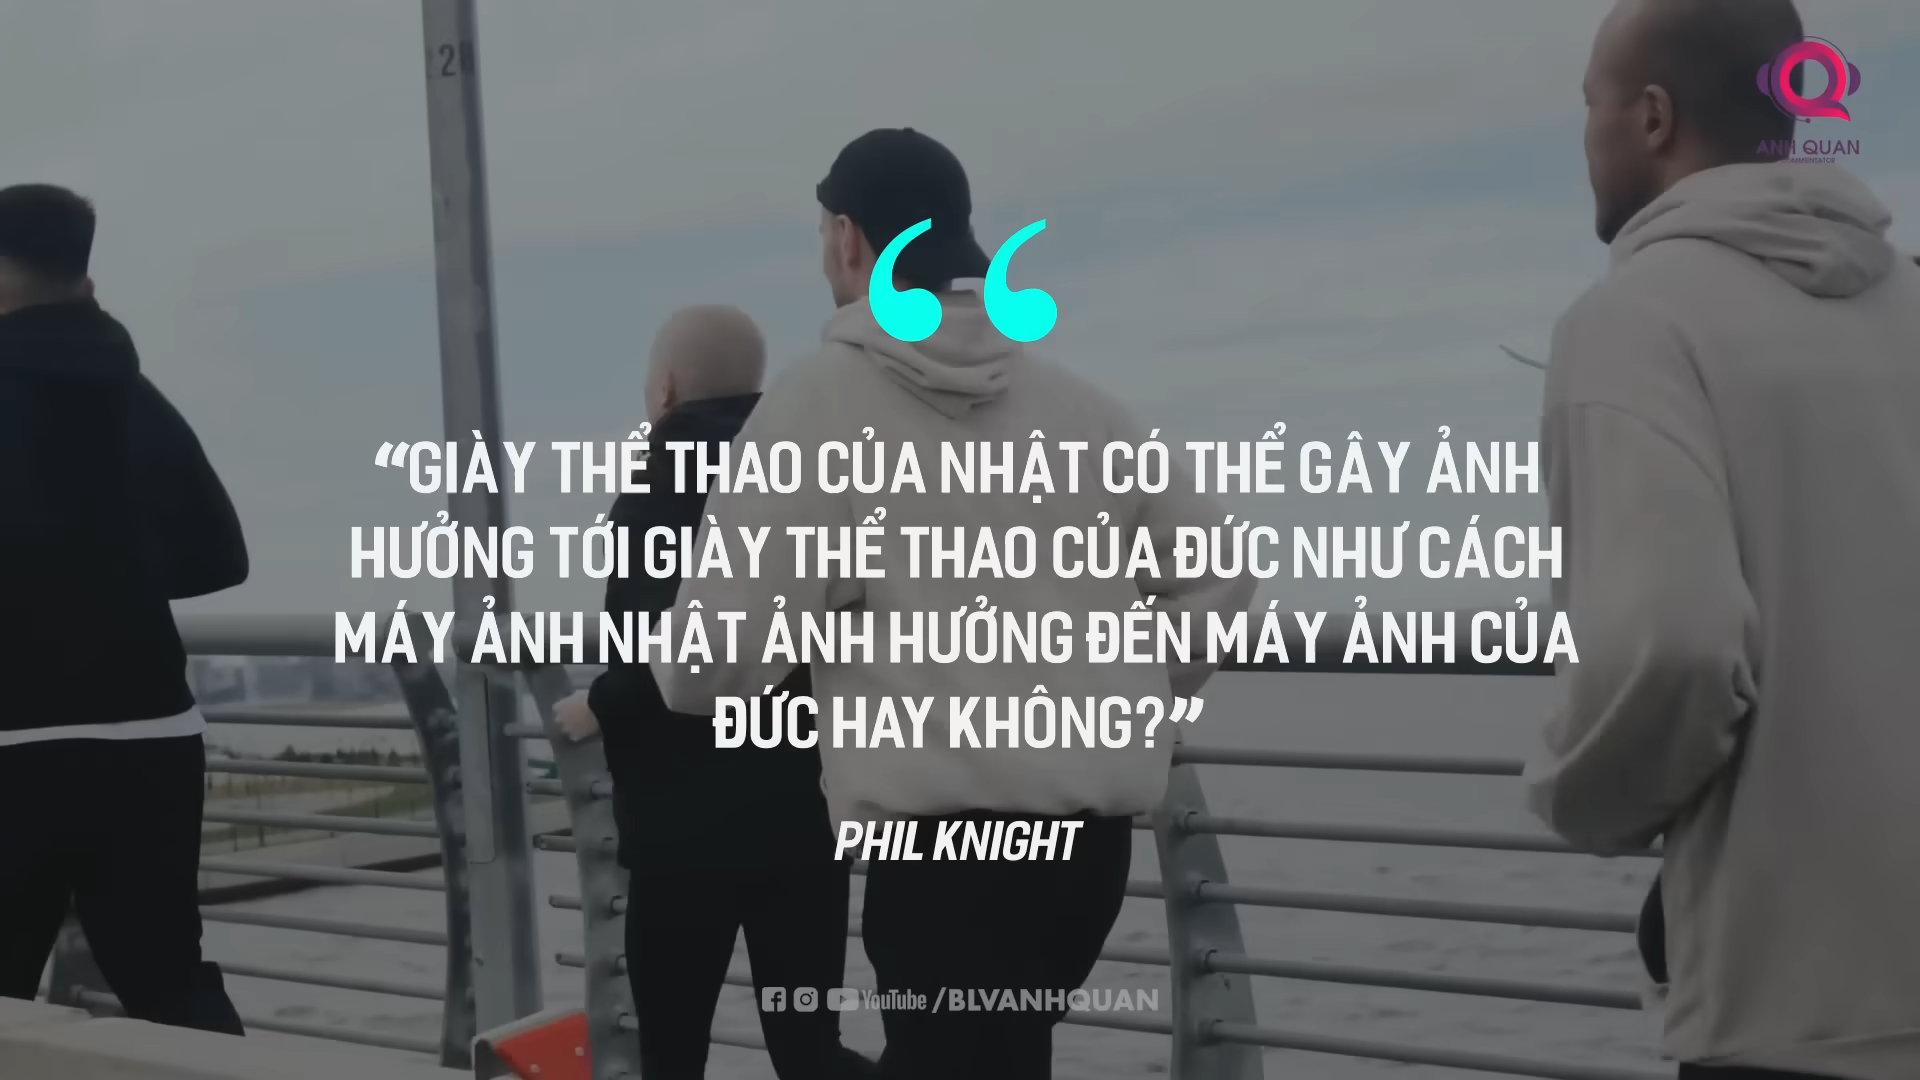 ANH QUAN
COMMENTATOR
“GIÀY THỂ THAO CỦA NHẬT CÓ THỂ GÂY ẢNH
HƯỞNG TỚI GIÀY THỂ THAO CỦA ĐỨC NHƯ CÁCH
MÁY ẢNH NHẬT ẢNH HƯỞNG ĐẾN MÁY ẢNH CỦA
ĐỨC HAY KHÔNG?”
PHIL KNIGHT
YouTube /BLVANHQUAN